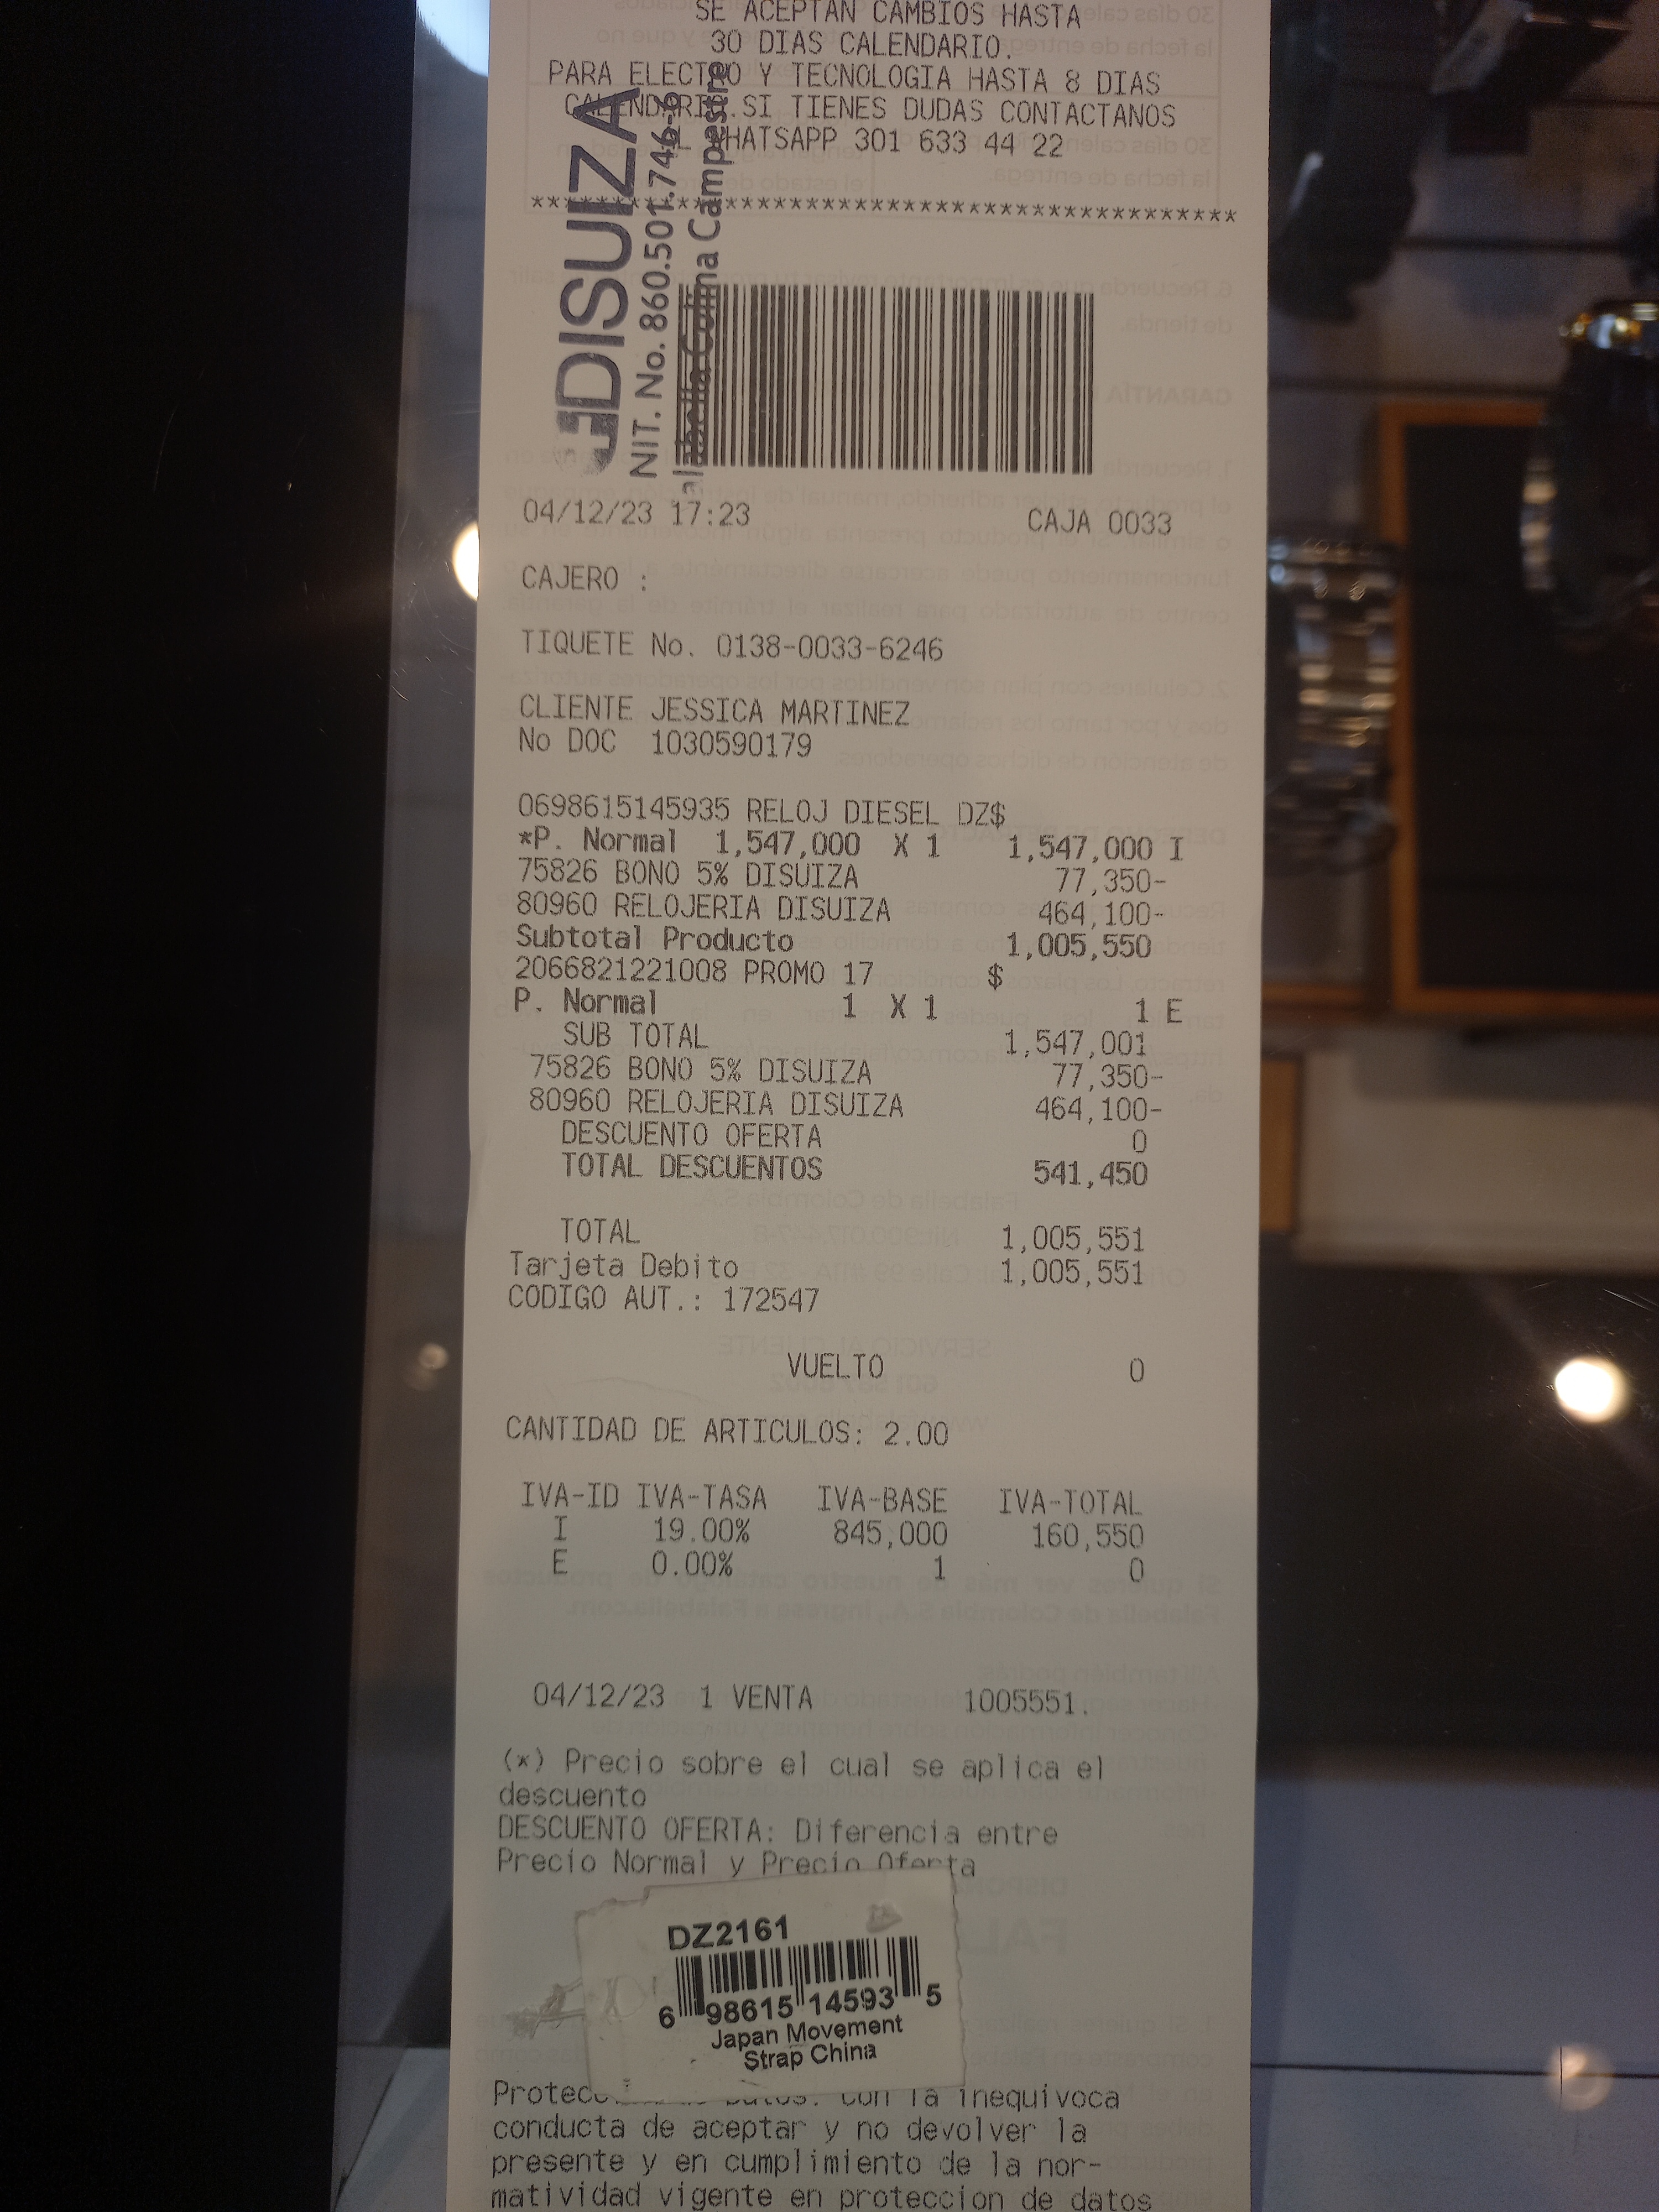 SE ACEPTAN CAMBIOS HASTA
30 DIAS CALENDARIO.
PARA ELECTRO Y TECNOLOGIA HASTA 8 DIAS
CALENDARIO.SI TIENES DUDAS CONTACTANOS
AL WHATSAPP 301 633 44 22
*******************************************
DISUIZA
NIT. No. 860.501.746-6
Falabella Colina Campestre
04/12/23 17:23 CAJA 0033
CAJERO :
TIQUETE No. 0138-0033-6246
CLIENTE JESSICA MARTINEZ
No DOC 1030590179
0698615145935 RELOJ DIESEL DZ$
*P. Normal 1,547,000 X 1 1,547,000 I
75826 BONO 5% DISUIZA 77,350-
80960 RELOJERIA DISUIZA 464,100-
Subtotal Producto 1,005,550
2066821221008 PROMO 17 $
P. Normal 1 X 1 1 E
SUB TOTAL 1,547,001
75826 BONO 5% DISUIZA 77,350-
80960 RELOJERIA DISUIZA 464,100-
DESCUENTO OFERTA 0
TOTAL DESCUENTOS 541,450
TOTAL 1,005,551
Tarjeta Debito 1,005,551
CODIGO AUT.: 172547
VUELTO 0
CANTIDAD DE ARTICULOS: 2.00
IVA-ID IVA-TASA IVA-BASE IVA-TOTAL
I 19.00% 845,000 160,550
E 0.00% 1 0
04/12/23 1 VENTA 1005551.
(*) Precio sobre el cual se aplica el
descuento
DESCUENTO OFERTA: Diferencia entre
Precio Normal y Precio Oferta
DZ2161
6 98615 14593 5
Japan Movement
Strap China
con la inequivoca
conducta de aceptar y no devolver la
presente y en cumplimiento de la nor-
matividad vigente en proteccion de datos